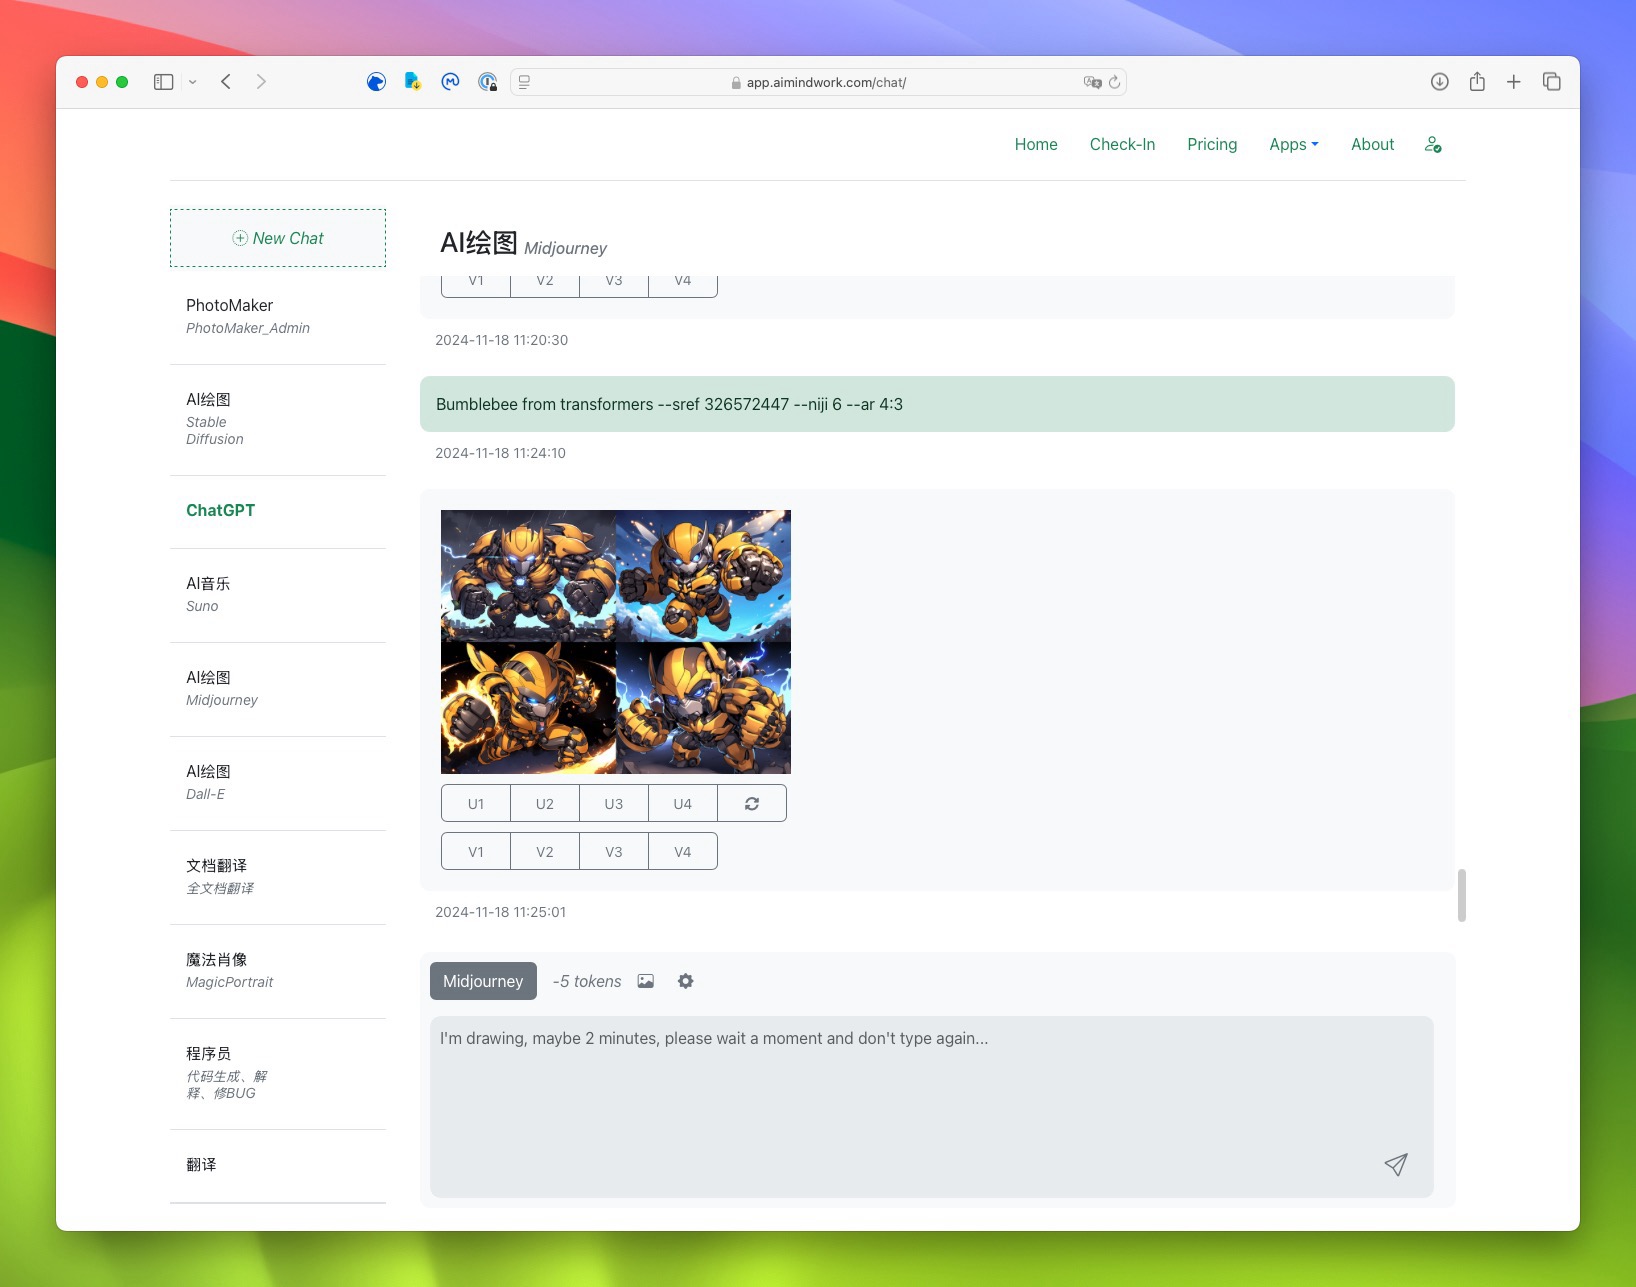 app.aimindwork.com/chat/
Home
Check-In
Pricing
Apps
About
New Chat
PhotoMaker
PhotoMaker_Admin
AI绘图
Stable
Diffusion
ChatGPT
AI音乐
Suno
AI绘图
Midjourney
AI绘图
Dall-E
文档翻译
全文档翻译
魔法肖像
MagicPortrait
程序员
代码生成、解
释、修BUG
翻译
AI绘图 Midjourney
V1
V2
V3
V4
2024-11-18 11:20:30
Bumblebee from transformers --sref 326572447 --niji 6 --ar 4:3
2024-11-18 11:24:10
U1
U2
U3
U4
V1
V2
V3
V4
2024-11-18 11:25:01
Midjourney
-5 tokens
I'm drawing, maybe 2 minutes, please wait a moment and don't type again...